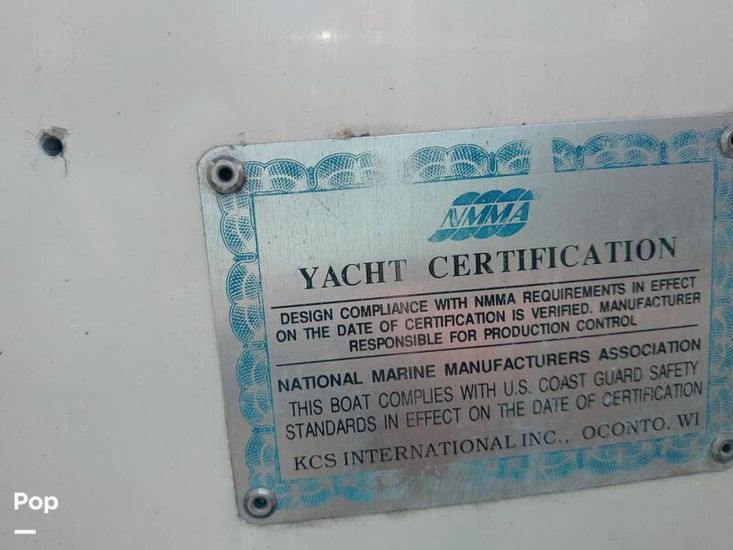 NMMA
YACHT CERTIFICATION
DESIGN COMPLIANCE WITH NMMA REQUIREMENTS IN EFFECT
ON THE DATE OF CERTIFICATION IS VERIFIED. MANUFACTURER
RESPONSIBLE FOR PRODUCTION CONTROL
NATIONAL MARINE MANUFACTURERS ASSOCIATION
THIS BOAT COMPLIES WITH U.S. COAST GUARD SAFETY
STANDARDS IN EFFECT ON THE DATE OF CERTIFICATION
KCS INTERNATIONAL INC., OCONTO, WI
Pop